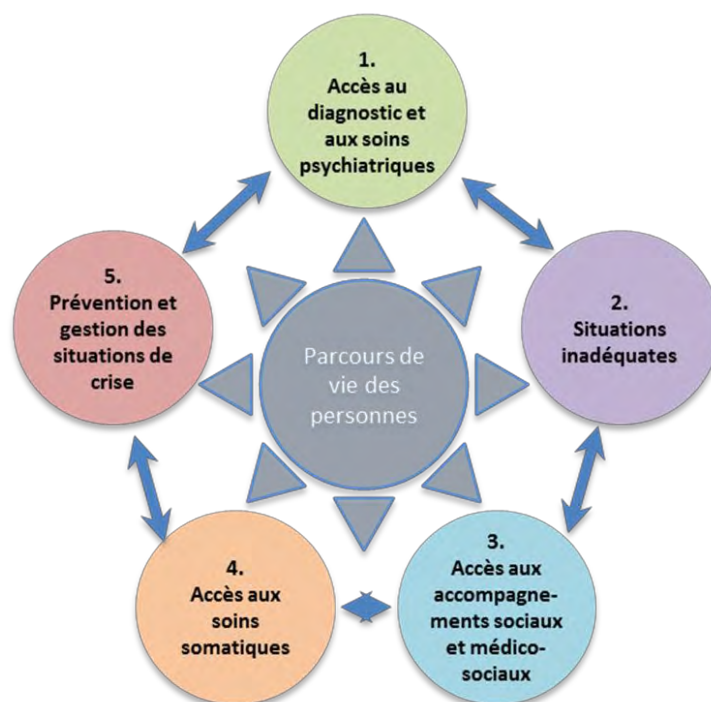 1.
Accès au
diagnostic et
aux soins
psychiatriques
2.
Situations
inadéquates
3.
Accès aux
accompagne-
ments sociaux
et médico-
sociaux
4.
Accès aux
soins
somatiques
5.
Prévention et
gestion des
situations de
crise
Parcours de
vie des
personnes